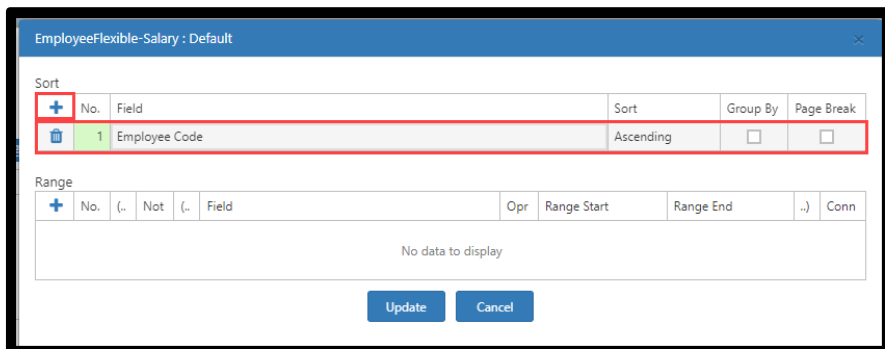 EmployeeFlexible-Salary : Default
Sort
No. Field Sort Group By Page Break
1 Employee Code Ascending
Range
No. (.. Not (.. Field Opr Range Start Range End ..) Conn
No data to display
Update Cancel